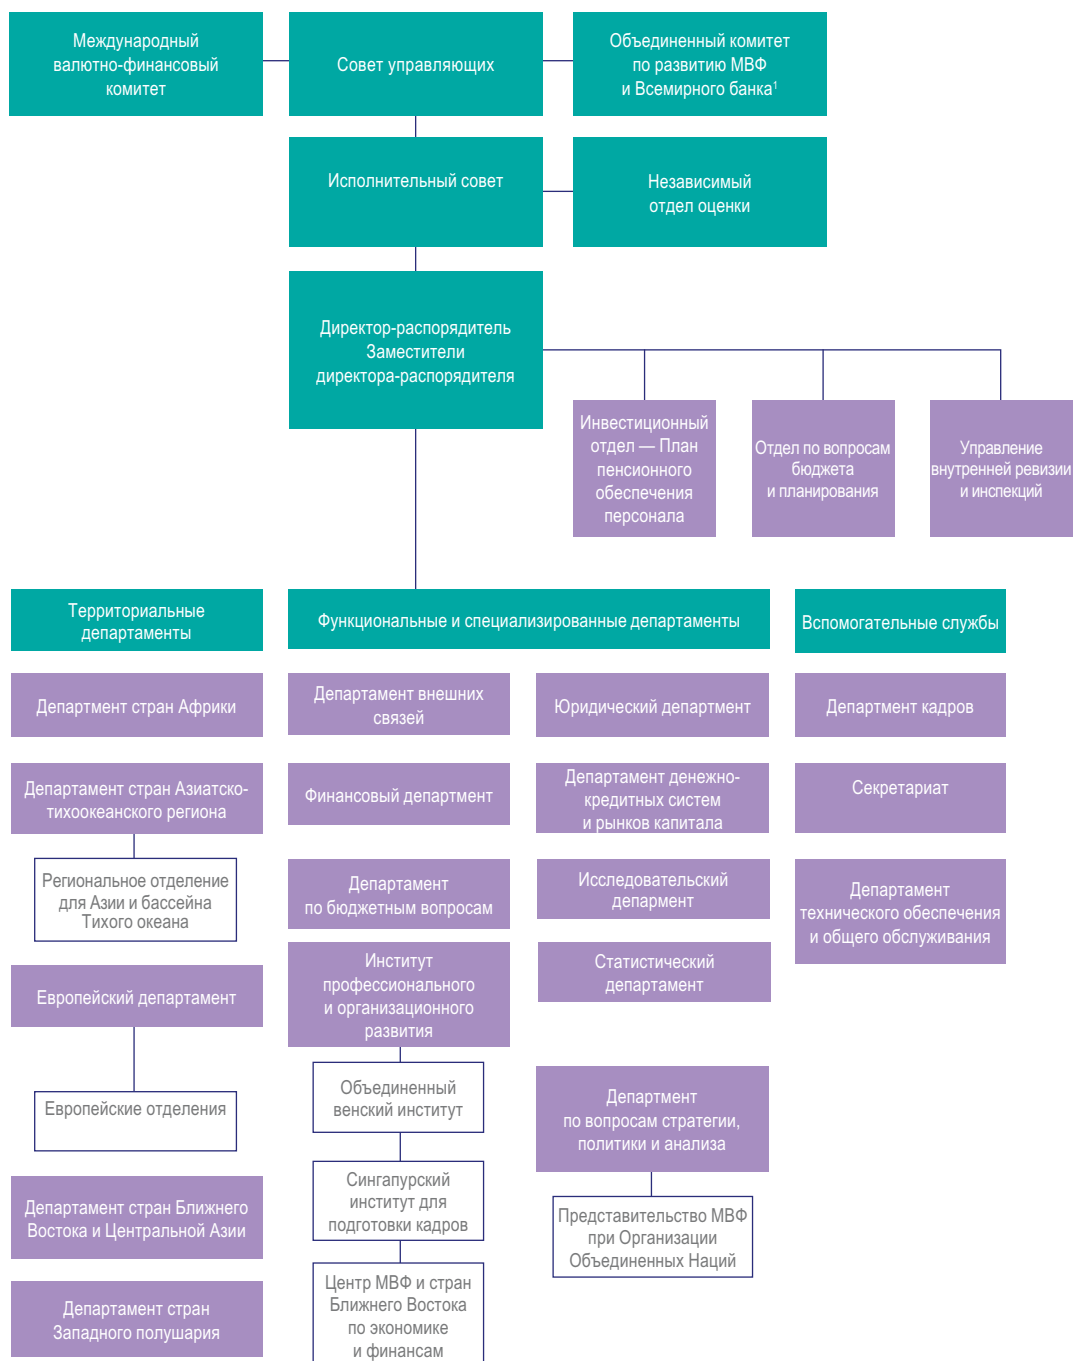 Международный
валютно-финансовый
комитет
Совет управляющих
Объединенный комитет
по развитию МВФ
и Всемирного банка¹
Исполнительный совет
Независимый
отдел оценки
Директор-распорядитель
Заместители
директора-распорядителя
Инвестиционный
отдел — План
пенсионного
обеспечения
персонала
Отдел по вопросам
бюджета
и планирования
Управление
внутренней ревизии
и инспекций
Территориальные
департаменты
Функциональные и специализированные департаменты
Вспомогательные службы
Департмент стран Африки
Департамент стран Азиатско-
тихоокеанского региона
Региональное отделение
для Азии и бассейна
Тихого океана
Европейский департамент
Европейские отделения
Департамент стран Ближнего
Востока и Центральной Азии
Департамент стран
Западного полушария
Департамент внешних
связей
Финансовый департамент
Департамент
по бюджетным вопросам
Институт
профессионального
и организационного
развития
Объединенный
венский институт
Сингапурский
институт для
подготовки кадров
Центр МВФ и стран
Ближнего Востока
по экономике
и финансам
Юридический департамент
Департамент денежно-
кредитных систем
и рынков капитала
Исследовательский
депармент
Статистический
департамент
Департамент
по вопросам стратегии,
политики и анализа
Представительство МВФ
при Организации
Объединенных Наций
Департамент кадров
Секретариат
Департамент
технического обеспечения
и общего обслуживания